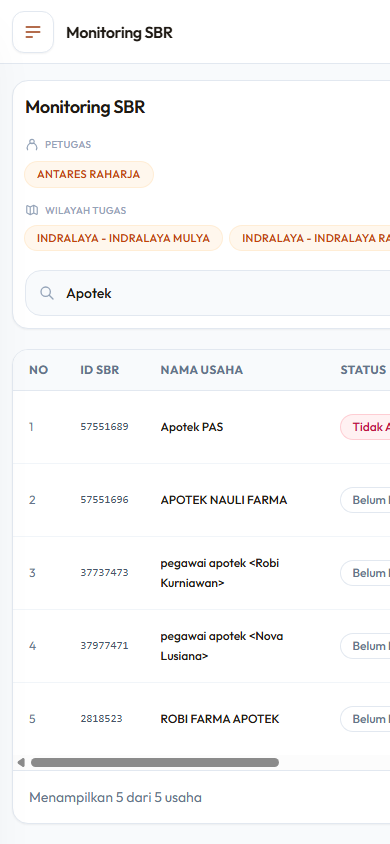 Monitoring SBR
Monitoring SBR
PETUGAS
ANTARES RAHARJA
WILAYAH TUGAS
INDRALAYA - INDRALAYA MULYA INDRALAYA - INDRALAYA RA
Apotek
NO ID SBR NAMA USAHA STATUS
1 57551689 Apotek PAS Tidak A
2 57551696 APOTEK NAULI FARMA Belum
3 37737473 pegawai apotek <Robi Kurniawan> Belum
4 37977471 pegawai apotek <Nova Lusiana> Belum
5 2818523 ROBI FARMA APOTEK Belum
Menampilkan 5 dari 5 usaha